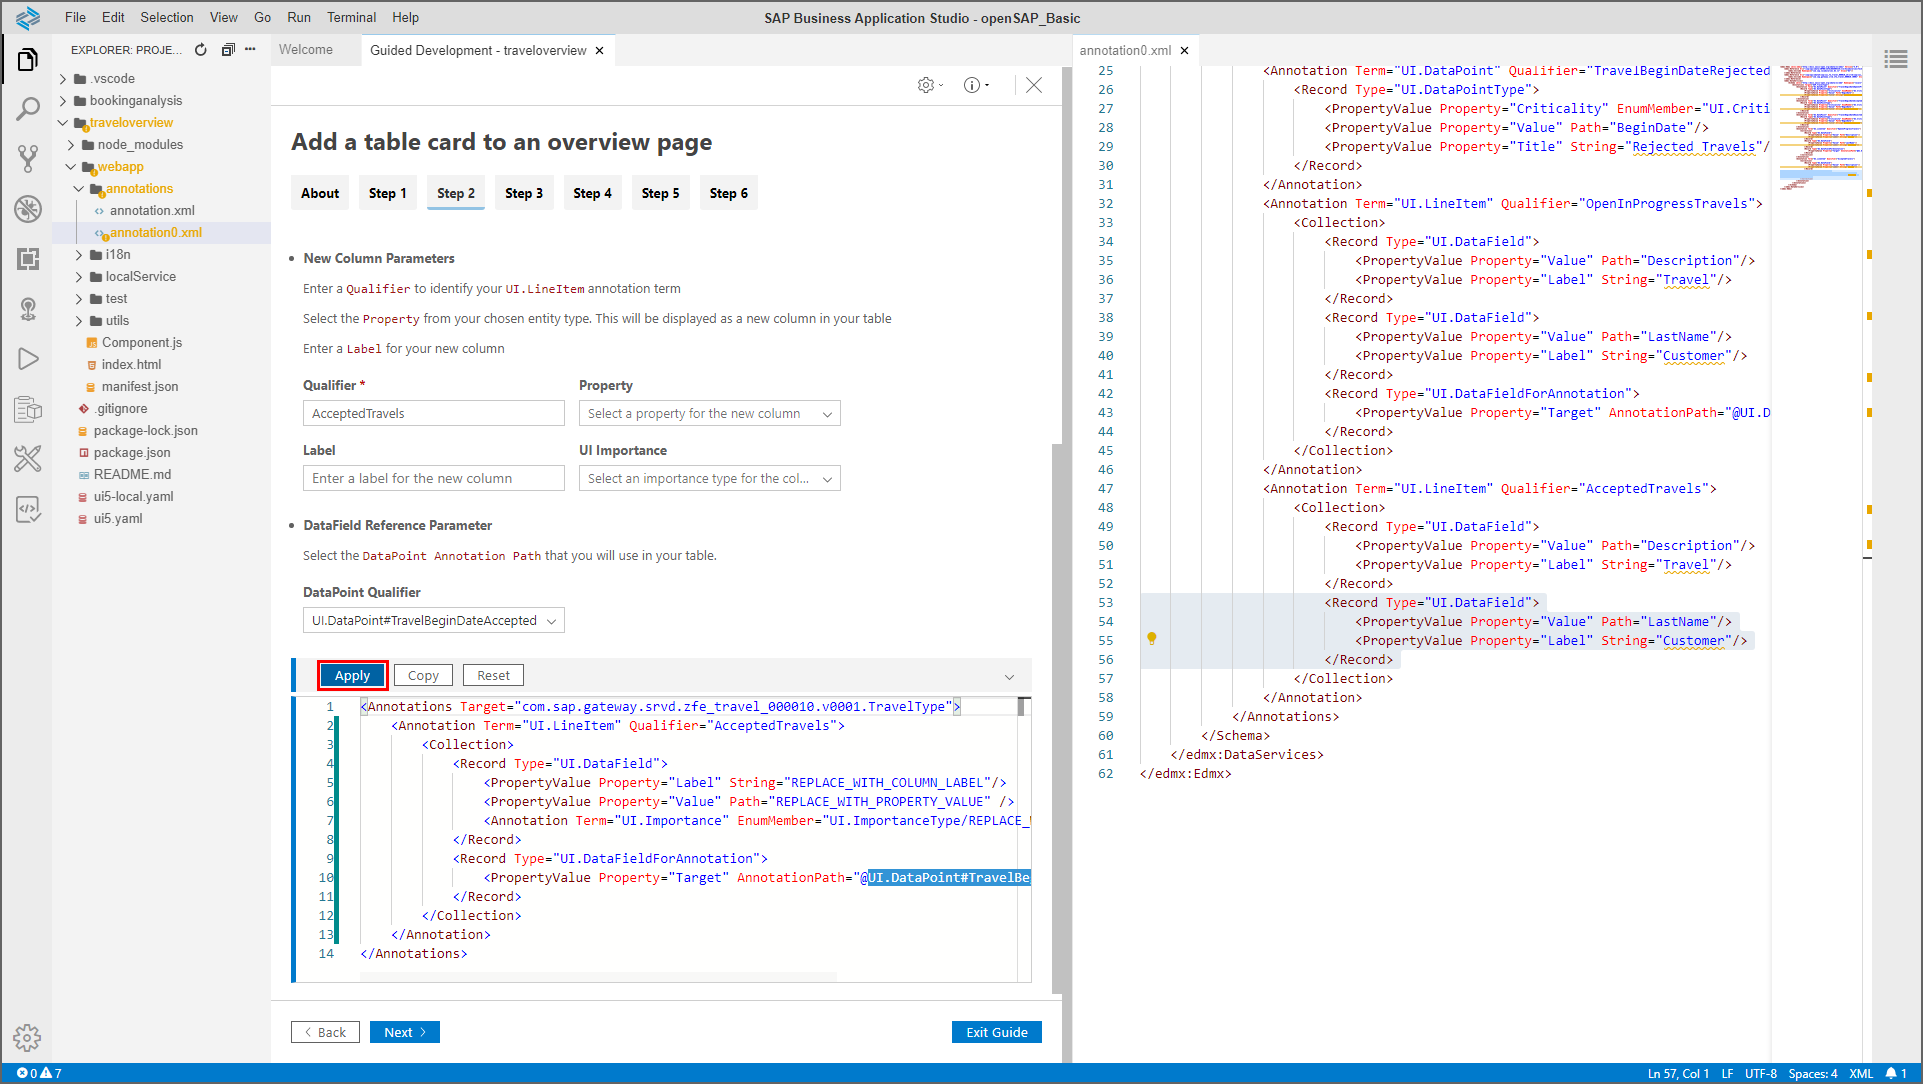 File Edit Selection View Go Run Terminal Help
SAP Business Application Studio - openSAP_Basic
EXPLORER: PROJE...
.vscode
bookinganalysis
traveloverview
node_modules
webapp
annotations
annotation.xml
annotation0.xml
i18n
localService
test
utils
Component.js
index.html
manifest.json
.gitignore
package-lock.json
package.json
README.md
ui5-local.yaml
ui5.yaml
Welcome
Guided Development - traveloverview
Add a table card to an overview page
About Step 1 Step 2 Step 3 Step 4 Step 5 Step 6
New Column Parameters
Enter a Qualifier to identify your UI.LineItem annotation term
Select the Property from your chosen entity type. This will be displayed as a new column in your table
Enter a Label for your new column
Qualifier * Property
AcceptedTravels Select a property for the new column
Label UI Importance
Enter a label for the new column Select an importance type for the col...
DataField Reference Parameter
Select the DataPoint Annotation Path that you will use in your table.
DataPoint Qualifier
UI.DataPoint#TravelBeginDateAccepted
Apply Copy Reset
1 <Annotations Target="com.sap.gateway.srvd.zfe_travel_000010.v0001.TravelType">
2 <Annotation Term="UI.LineItem" Qualifier="AcceptedTravels">
3 <Collection>
4 <Record Type="UI.DataField">
5 <PropertyValue Property="Label" String="REPLACE_WITH_COLUMN_LABEL"/>
6 <PropertyValue Property="Value" Path="REPLACE_WITH_PROPERTY_VALUE" />
7 <Annotation Term="UI.Importance" EnumMember="UI.ImportanceType/REPLACE_
8 </Record>
9 <Record Type="UI.DataFieldForAnnotation">
10 <PropertyValue Property="Target" AnnotationPath="@UI.DataPoint#TravelBe
11 </Record>
12 </Collection>
13 </Annotation>
14 </Annotations>
Back Next Exit Guide
annotation0.xml
25 <Annotation Term="UI.DataPoint" Qualifier="TravelBeginDateRejected
26 <Record Type="UI.DataPointType">
27 <PropertyValue Property="Criticality" EnumMember="UI.Criti
28 <PropertyValue Property="Value" Path="BeginDate"/>
29 <PropertyValue Property="Title" String="Rejected Travels"/
30 </Record>
31 </Annotation>
32 <Annotation Term="UI.LineItem" Qualifier="OpenInProgressTravels">
33 <Collection>
34 <Record Type="UI.DataField">
35 <PropertyValue Property="Value" Path="Description"/>
36 <PropertyValue Property="Label" String="Travel"/>
37 </Record>
38 <Record Type="UI.DataField">
39 <PropertyValue Property="Value" Path="LastName"/>
40 <PropertyValue Property="Label" String="Customer"/>
41 </Record>
42 <Record Type="UI.DataFieldForAnnotation">
43 <PropertyValue Property="Target" AnnotationPath="@UI.D
44 </Record>
45 </Collection>
46 </Annotation>
47 <Annotation Term="UI.LineItem" Qualifier="AcceptedTravels">
48 <Collection>
49 <Record Type="UI.DataField">
50 <PropertyValue Property="Value" Path="Description"/>
51 <PropertyValue Property="Label" String="Travel"/>
52 </Record>
53 <Record Type="UI.DataField">
54 <PropertyValue Property="Value" Path="LastName"/>
55 <PropertyValue Property="Label" String="Customer"/>
56 </Record>
57 </Collection>
58 </Annotation>
59 </Annotations>
60 </Schema>
61 </edmx:DataServices>
62 </edmx:Edmx>
0 7 Ln 57, Col 1 LF UTF-8 Spaces: 4 XML 1